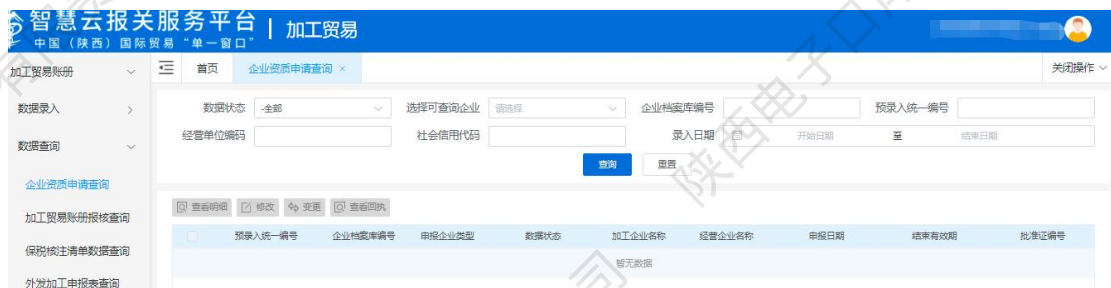 智慧云报关服务平台 | 加工贸易
中国（陕西）国际贸易“单一窗口”
加工贸易账册
首页 企业资质申请查询 × 关闭操作
数据录入
数据查询
企业资质申请查询
加工贸易账册报核查询
保税核注清单数据查询
外发加工申报表查询
数据状态 -全部 选择可查询企业 请选择 企业档案库编号 预录入统一编号
经营单位编码 社会信用代码 录入日期 开始日期 至 结束日期
查询 重置
查看明细 修改 变更 查看回执
预录入统一编号 企业档案库编号 申报企业类型 数据状态 加工企业名称 经营企业名称 申报日期 结束有效期 批准证编号
暂无数据
陕西电子口
司